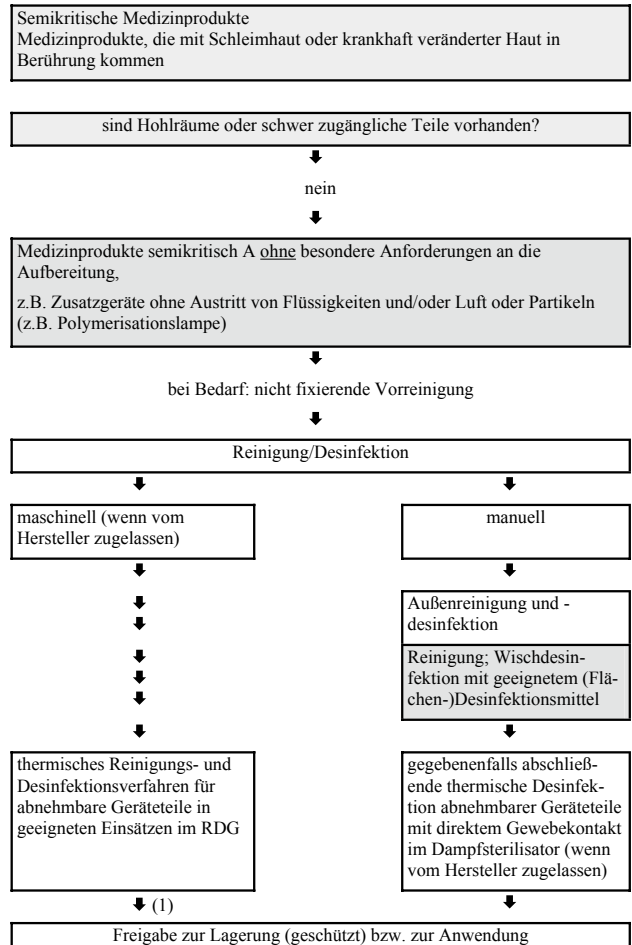 Semikritische Medizinprodukte
Medizinprodukte, die mit Schleimhaut oder krankhaft veränderter Haut in
Berührung kommen
sind Hohlräume oder schwer zugängliche Teile vorhanden?
nein
Medizinprodukte semikritisch A ohne besondere Anforderungen an die
Aufbereitung,
z.B. Zusatzgeräte ohne Austritt von Flüssigkeiten und/oder Luft oder Partikeln
(z.B. Polymerisationslampe)
bei Bedarf: nicht fixierende Vorreinigung
Reinigung/Desinfektion
maschinell (wenn vom
Hersteller zugelassen)
manuell
Außenreinigung und -
desinfektion
Reinigung; Wischdesin-
fektion mit geeignetem (Flä-
chen-)Desinfektionsmittel
thermisches Reinigungs- und
Desinfektionsverfahren für
abnehmbare Geräteteile in
geeigneten Einsätzen im RDG
gegebenenfalls abschließ-
ende thermische Desinfek-
tion abnehmbarer Geräteteile
mit direktem Gewebekontakt
im Dampfsterilisator (wenn
vom Hersteller zugelassen)
(1)
Freigabe zur Lagerung (geschützt) bzw. zur Anwendung